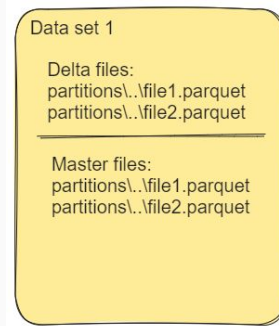 Data set 1
Delta files:
partitions\..\file1.parquet
partitions\..\file2.parquet
Master files:
partitions\..\file1.parquet
partitions\..\file2.parquet